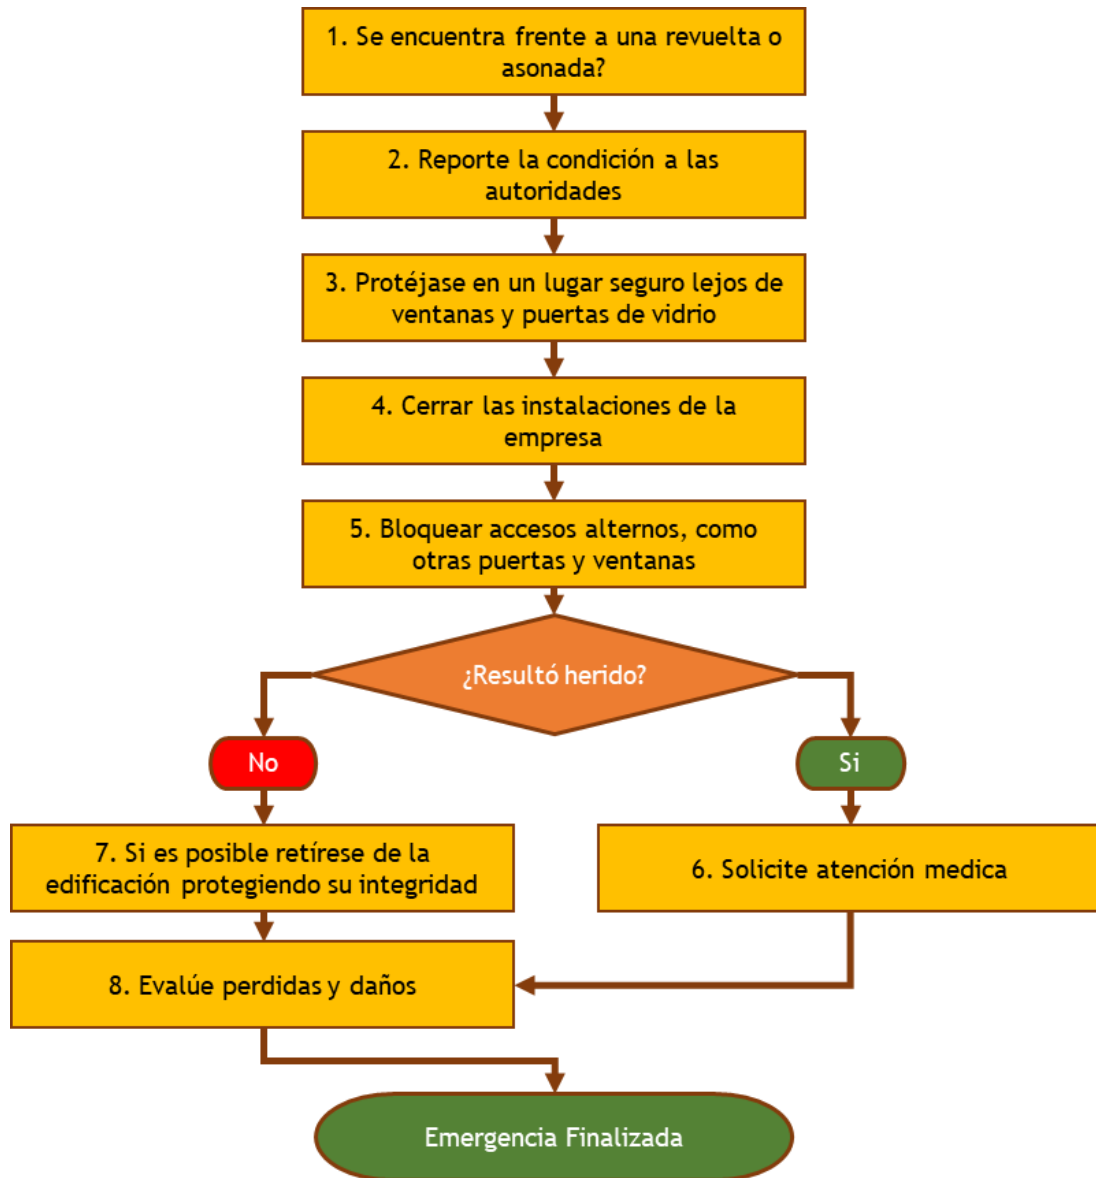 1. Se encuentra frente a una revuelta o
asonada?
2. Reporte la condición a las
autoridades
3. Protéjase en un lugar seguro lejos de
ventanas y puertas de vidrio
4. Cerrar las instalaciones de la
empresa
5. Bloquear accesos alternos, como
otras puertas y ventanas
¿Resultó herido?
No
Si
7. Si es posible retírese de la
edificación protegiendo su integridad
6. Solicite atención medica
8. Evalúe perdidas y daños
Emergencia Finalizada